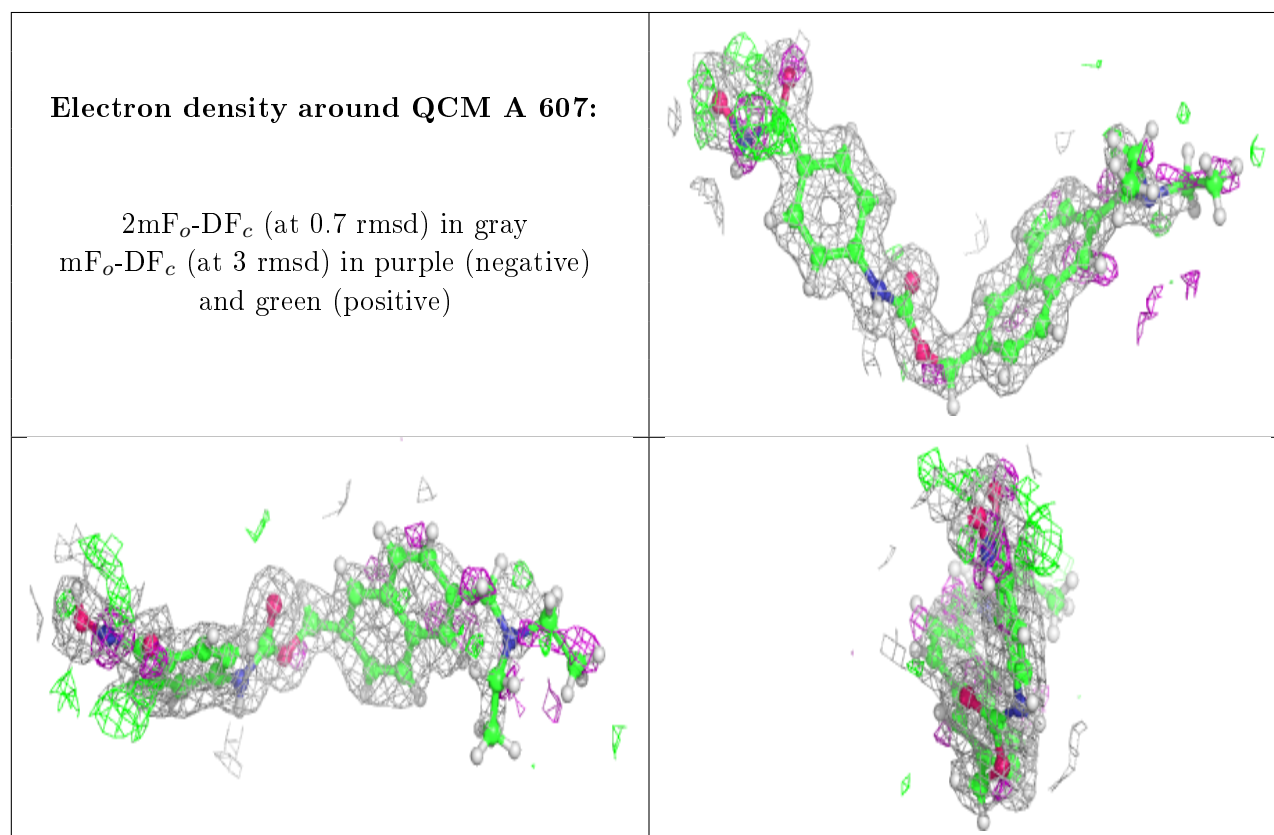 Electron density around QCM A 607:
2mFₒ-DF𝒸 (at 0.7 rmsd) in gray
mFₒ-DF𝒸 (at 3 rmsd) in purple (negative)
and green (positive)